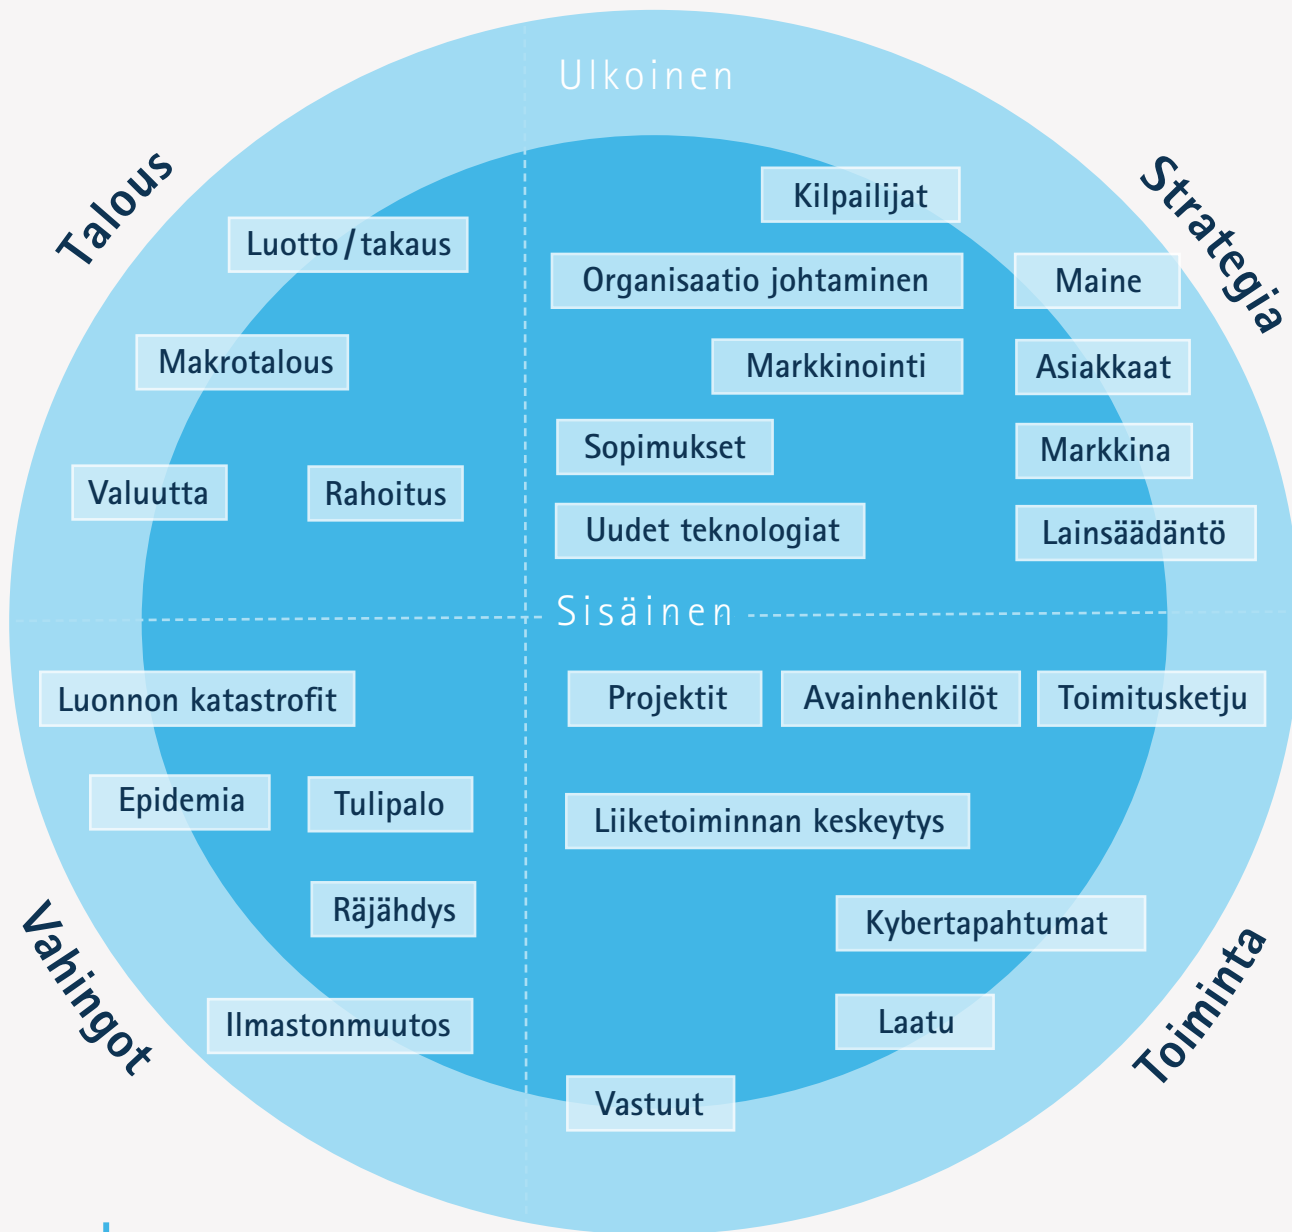 Ulkoinen
Talous
Luotto / takaus
Makrotalous
Valuutta
Rahoitus
Strategia
Kilpailijat
Organisaatio johtaminen
Maine
Markkinointi
Asiakkaat
Sopimukset
Markkina
Uudet teknologiat
Lainsäädäntö
Sisäinen
Vahingot
Luonnon katastrofit
Epidemia
Tulipalo
Räjähdys
Ilmastonmuutos
Toiminta
Projektit
Avainhenkilöt
Toimitusketju
Liiketoiminnan keskeytys
Kybertapahtumat
Laatu
Vastuut